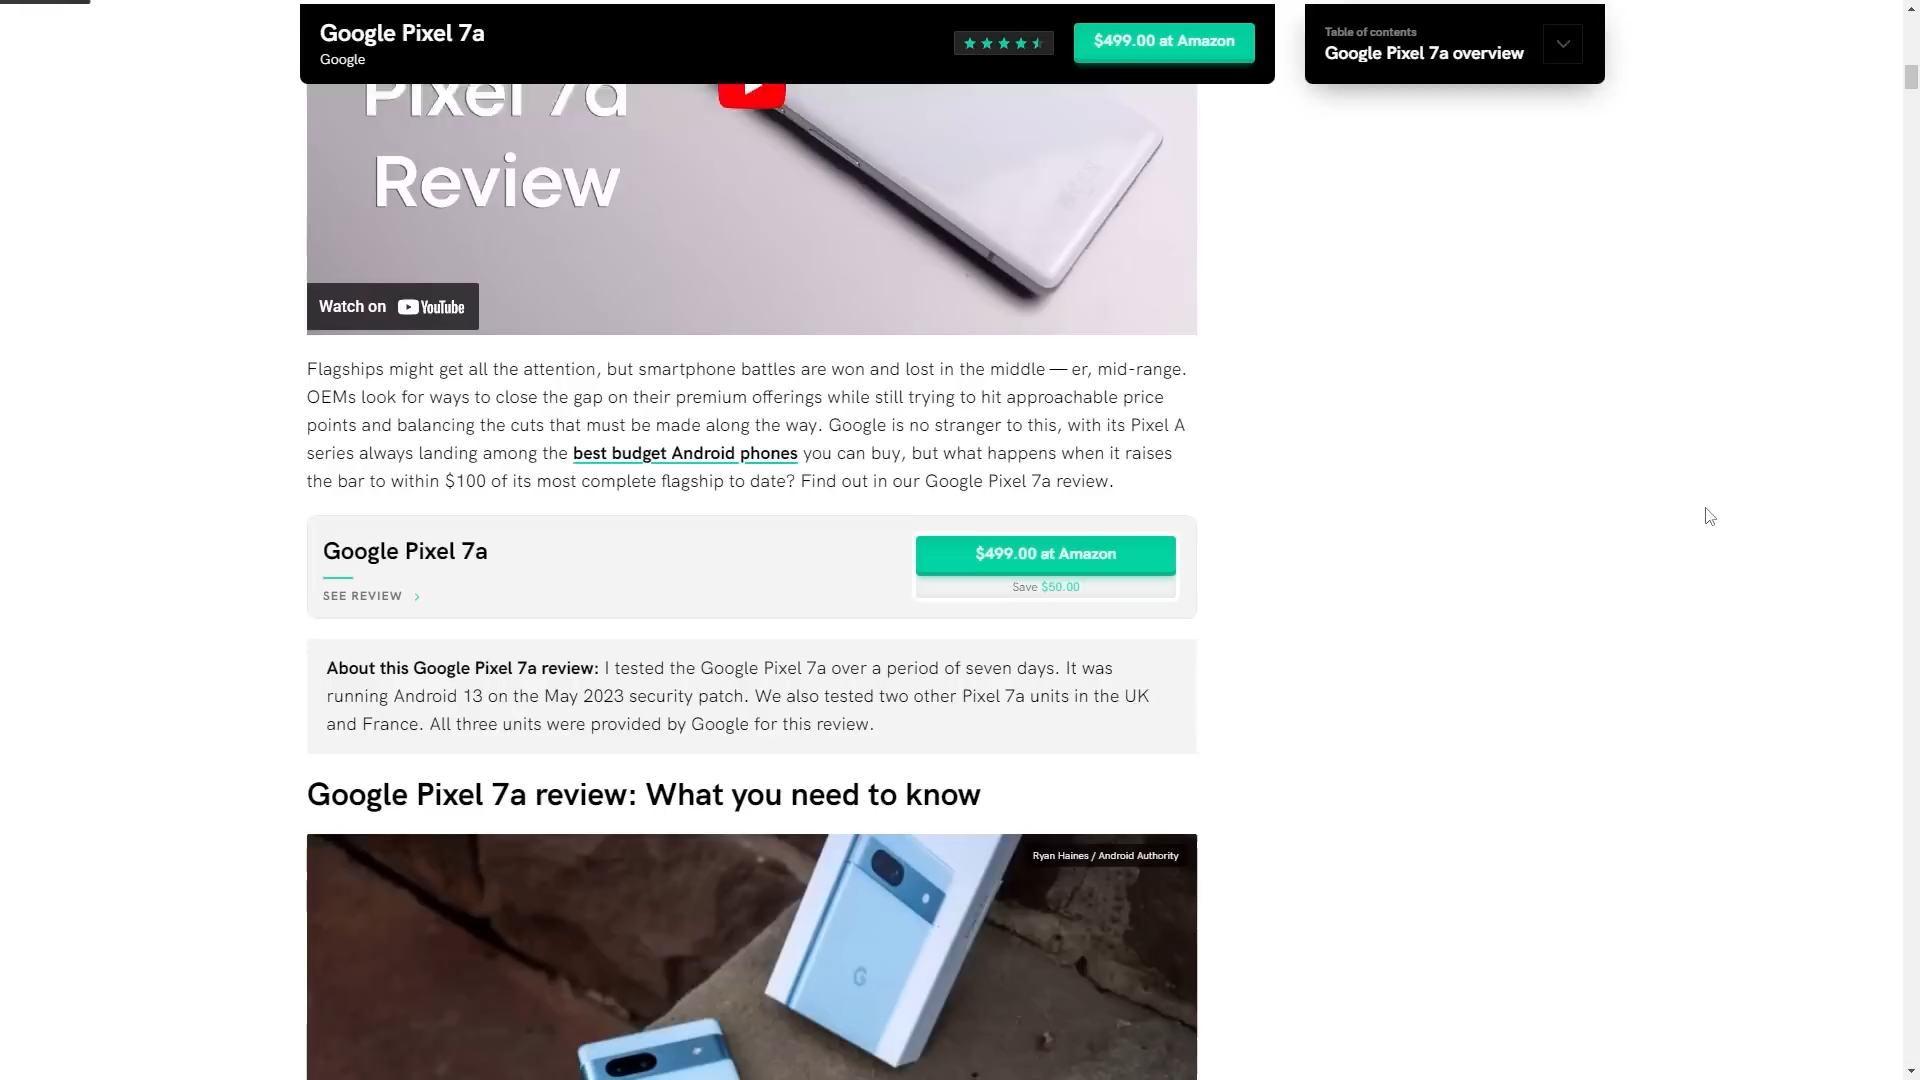 Google Pixel 7a
Google
$499.00 at Amazon
Table of contents
Google Pixel 7a overview
Pixel 7a
Review
Watch on YouTube
Flagships might get all the attention, but smartphone battles are won and lost in the middle — er, mid-range.
OEMs look for ways to close the gap on their premium offerings while still trying to hit approachable price
points and balancing the cuts that must be made along the way. Google is no stranger to this, with its Pixel A
series always landing among the best budget Android phones you can buy, but what happens when it raises
the bar to within $100 of its most complete flagship to date? Find out in our Google Pixel 7a review.
Google Pixel 7a
SEE REVIEW
$499.00 at Amazon
Save $50.00
About this Google Pixel 7a review: I tested the Google Pixel 7a over a period of seven days. It was
running Android 13 on the May 2023 security patch. We also tested two other Pixel 7a units in the UK
and France. All three units were provided by Google for this review.
Google Pixel 7a review: What you need to know
Ryan Haines / Android Authority
G